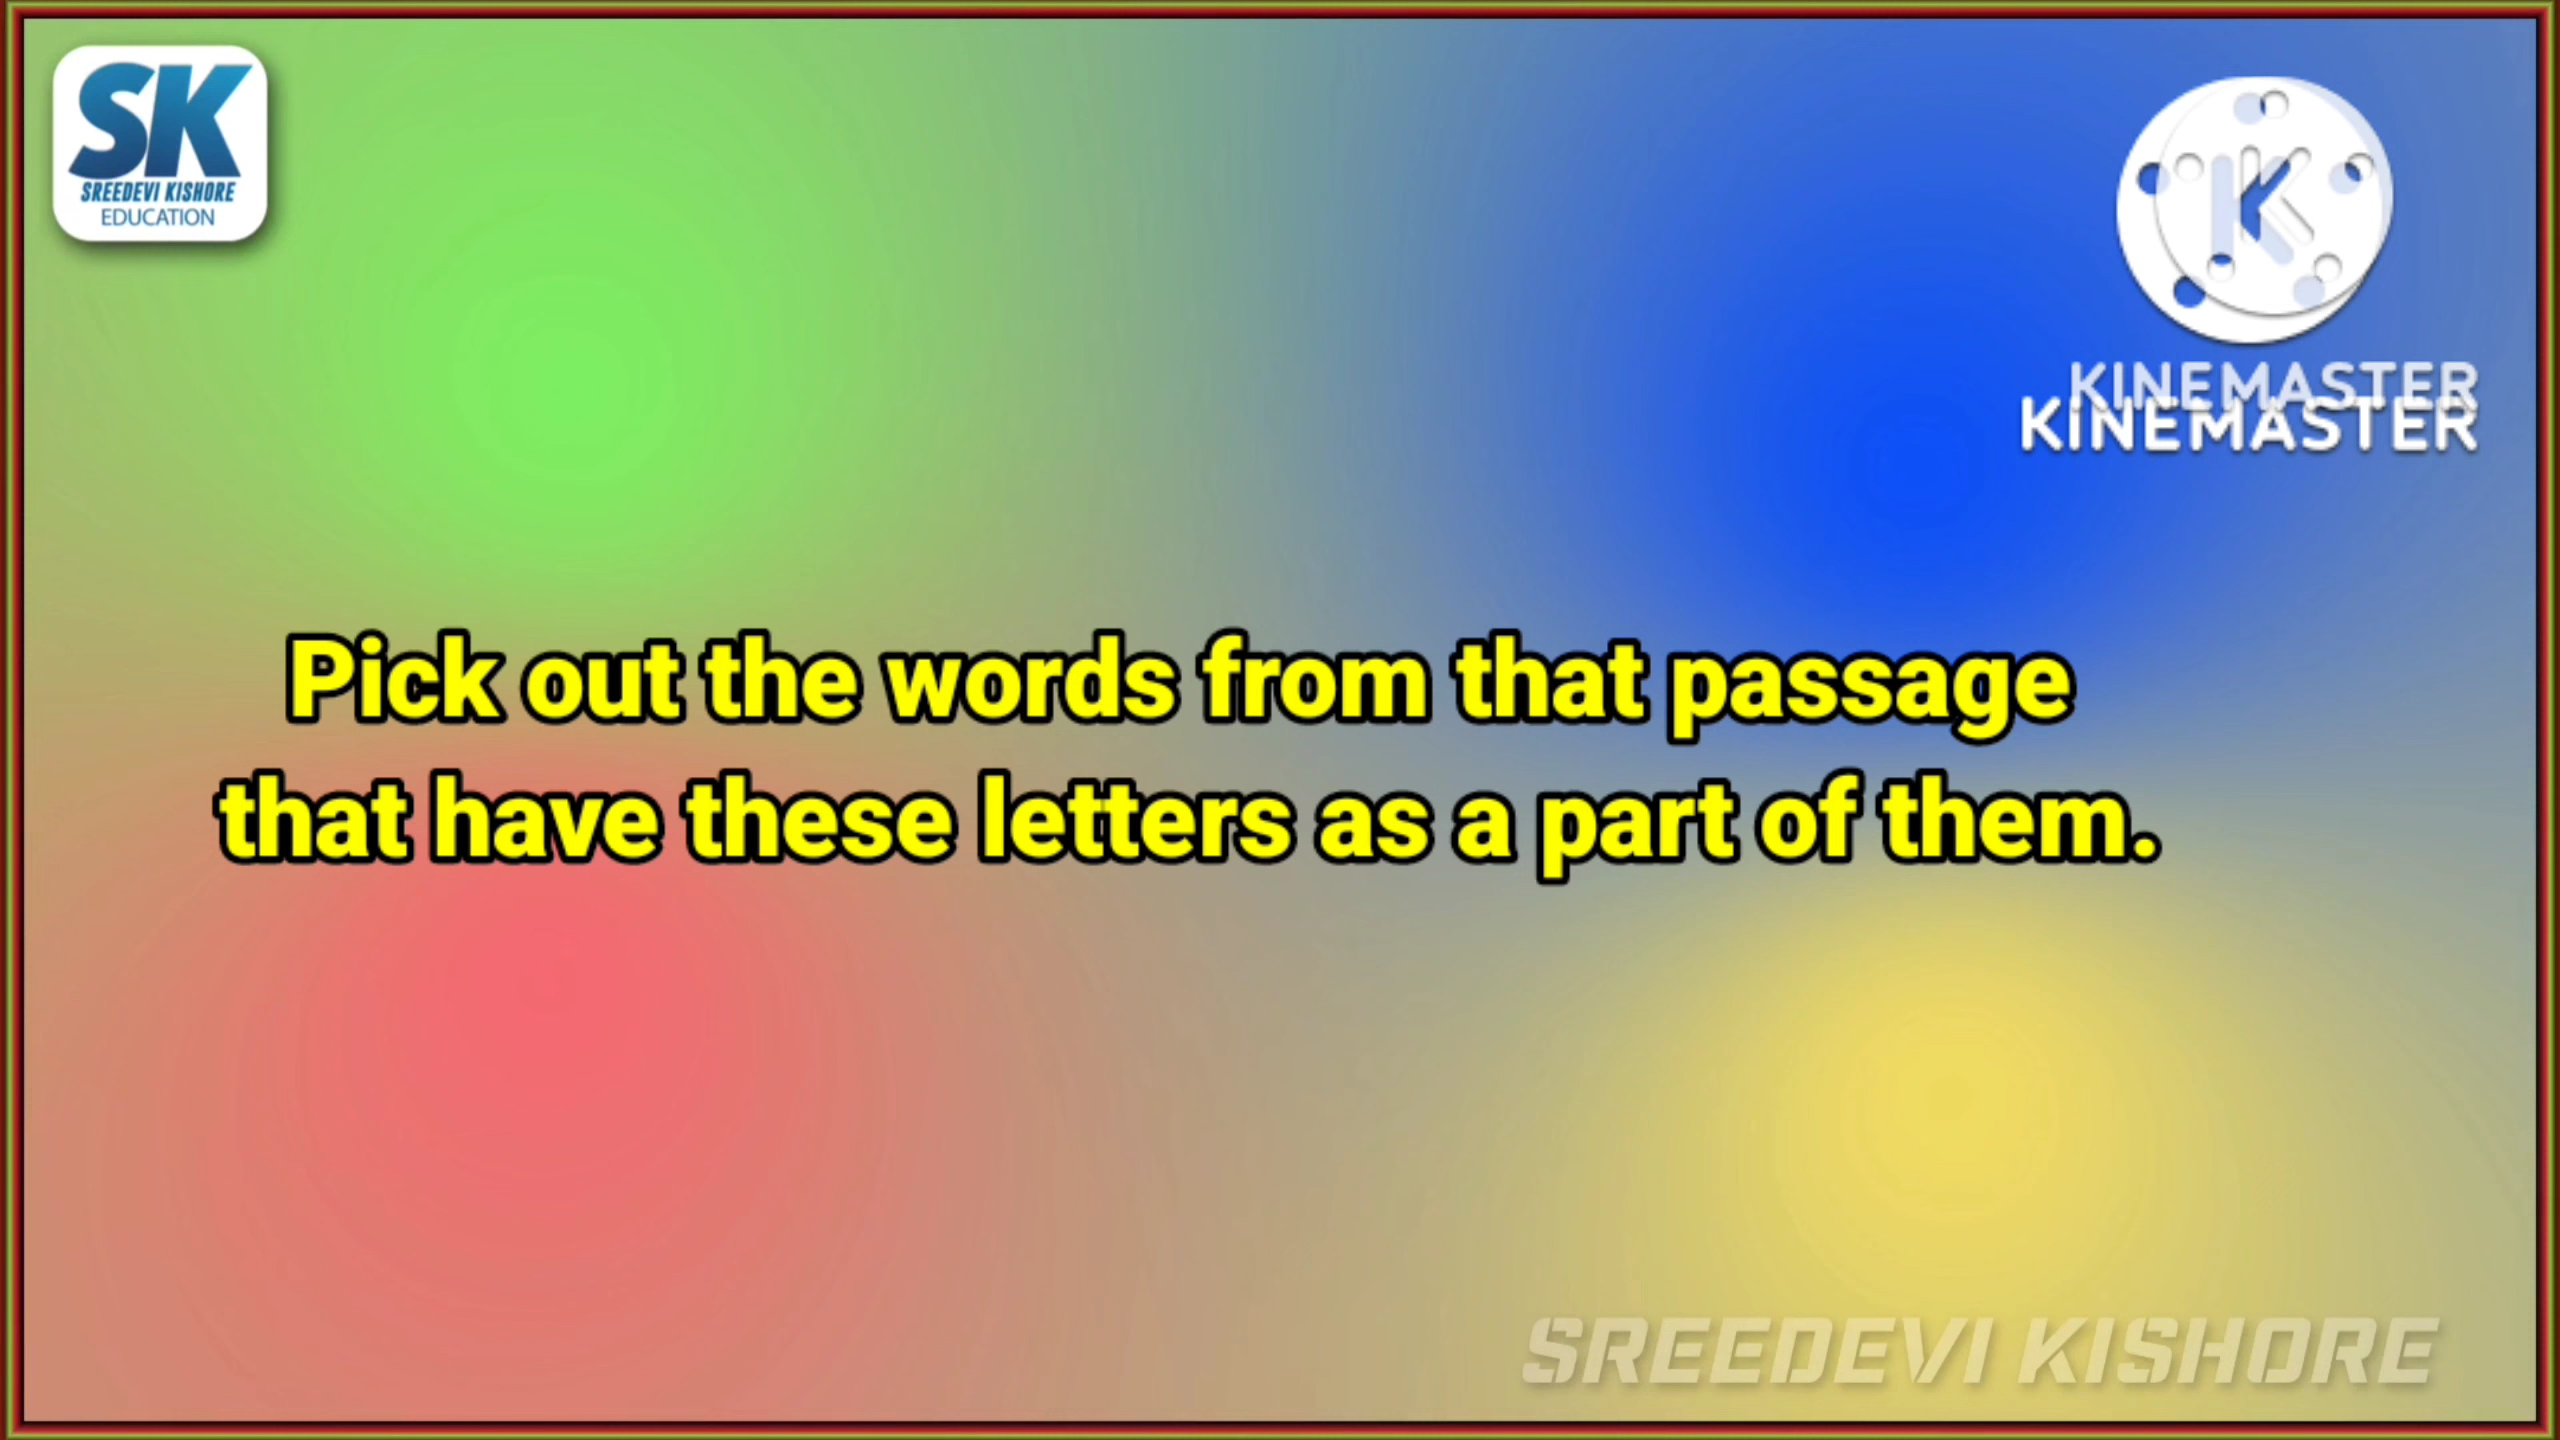 SK
SREEDEVI KISHORE
EDUCATION
K
KINEMASTER
KINEMASTER
Pick out the words from that passage
that have these letters as a part of them.
SREEDEVI KISHORE